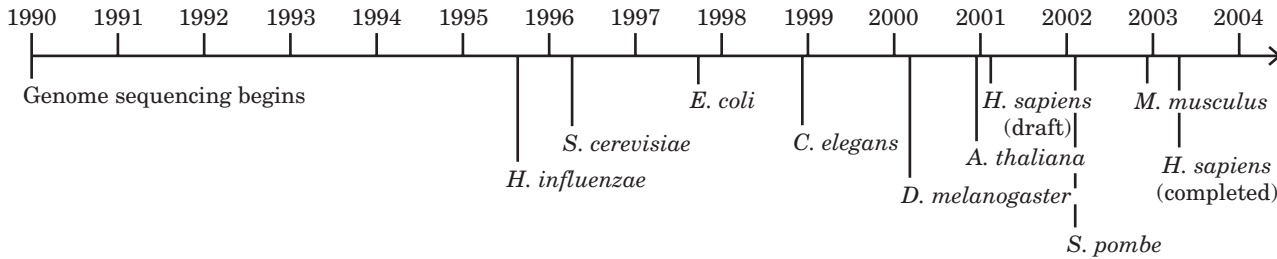 1990 1991 1992 1993 1994 1995 1996 1997 1998 1999 2000 2001 2002 2003 2004
Genome sequencing begins
E. coli
H. sapiens
(draft)
M. musculus
S. cerevisiae
C. elegans
A. thaliana
H. influenzae
D. melanogaster
H. sapiens
(completed)
S. pombe